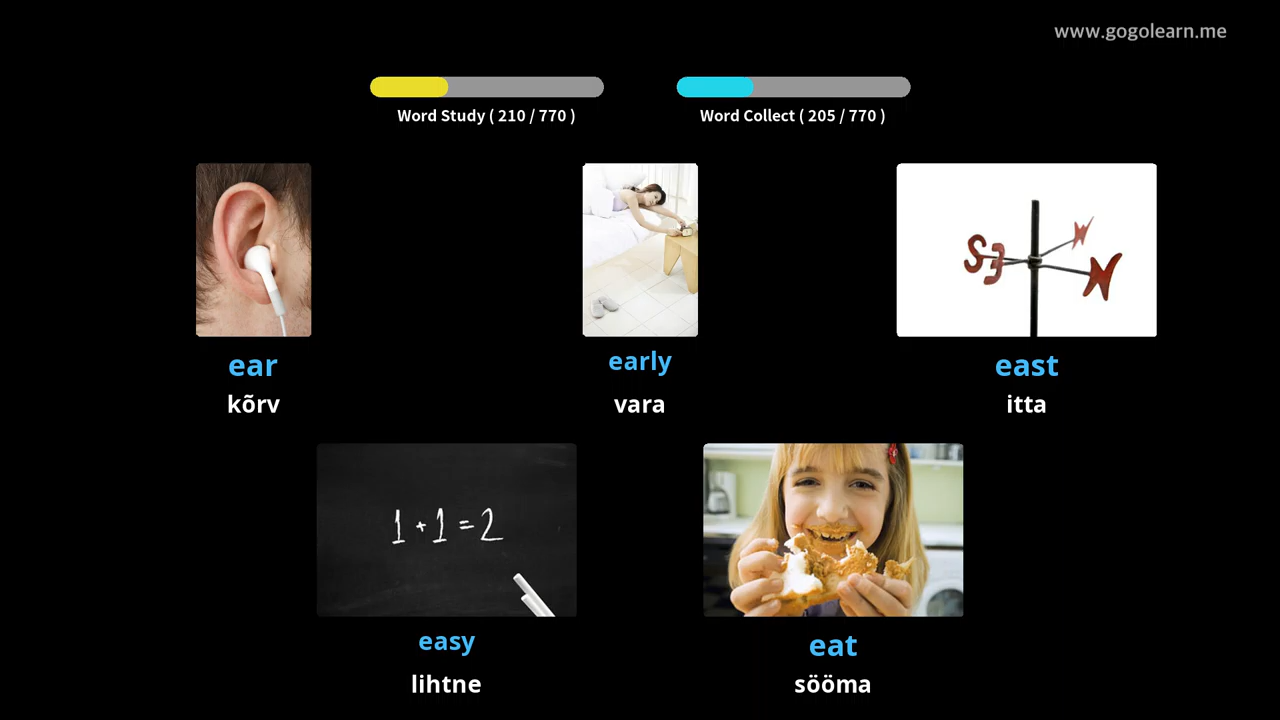 www.gogolearn.me
Word Study ( 210 / 770 )
Word Collect ( 205 / 770 )
S E N W
ear
early
east
kõrv
vara
itta
1 + 1 = 2
easy
eat
lihtne
sööma